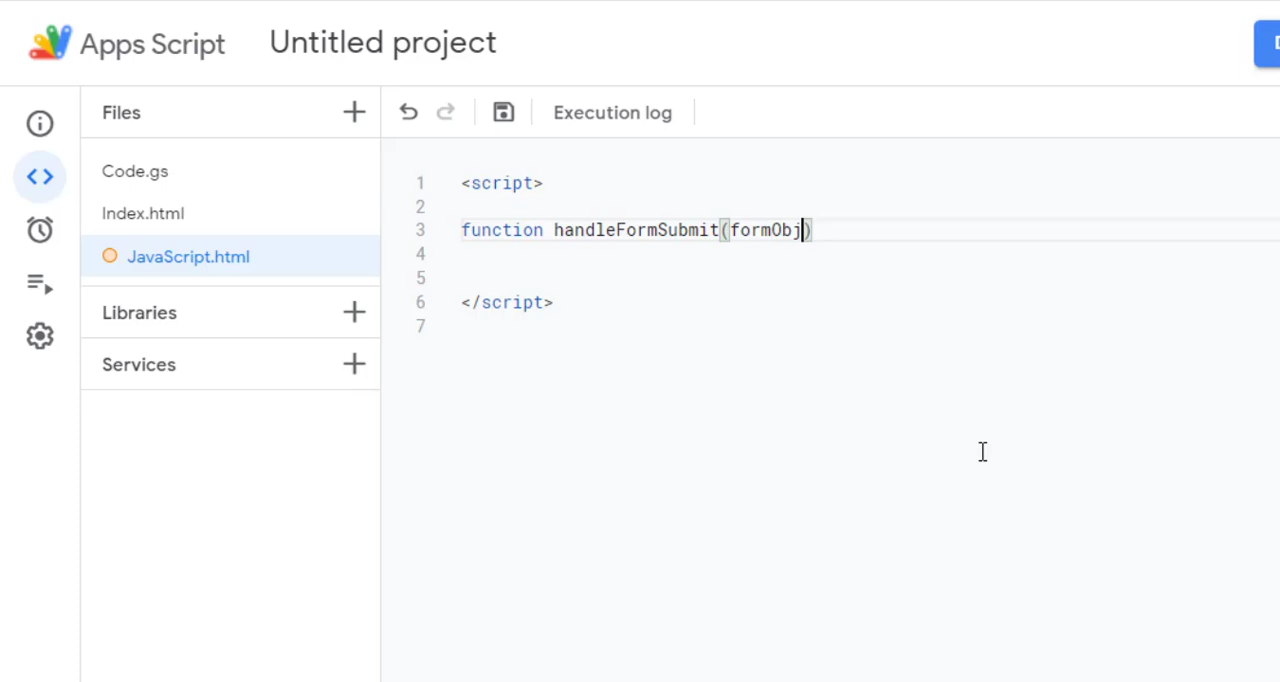 Apps Script Untitled project
Files
Execution log
Code.gs
Index.html
JavaScript.html
Libraries
Services
1 <script>
2
3 function handleFormSubmit(formObj)
4
5
6 </script>
7